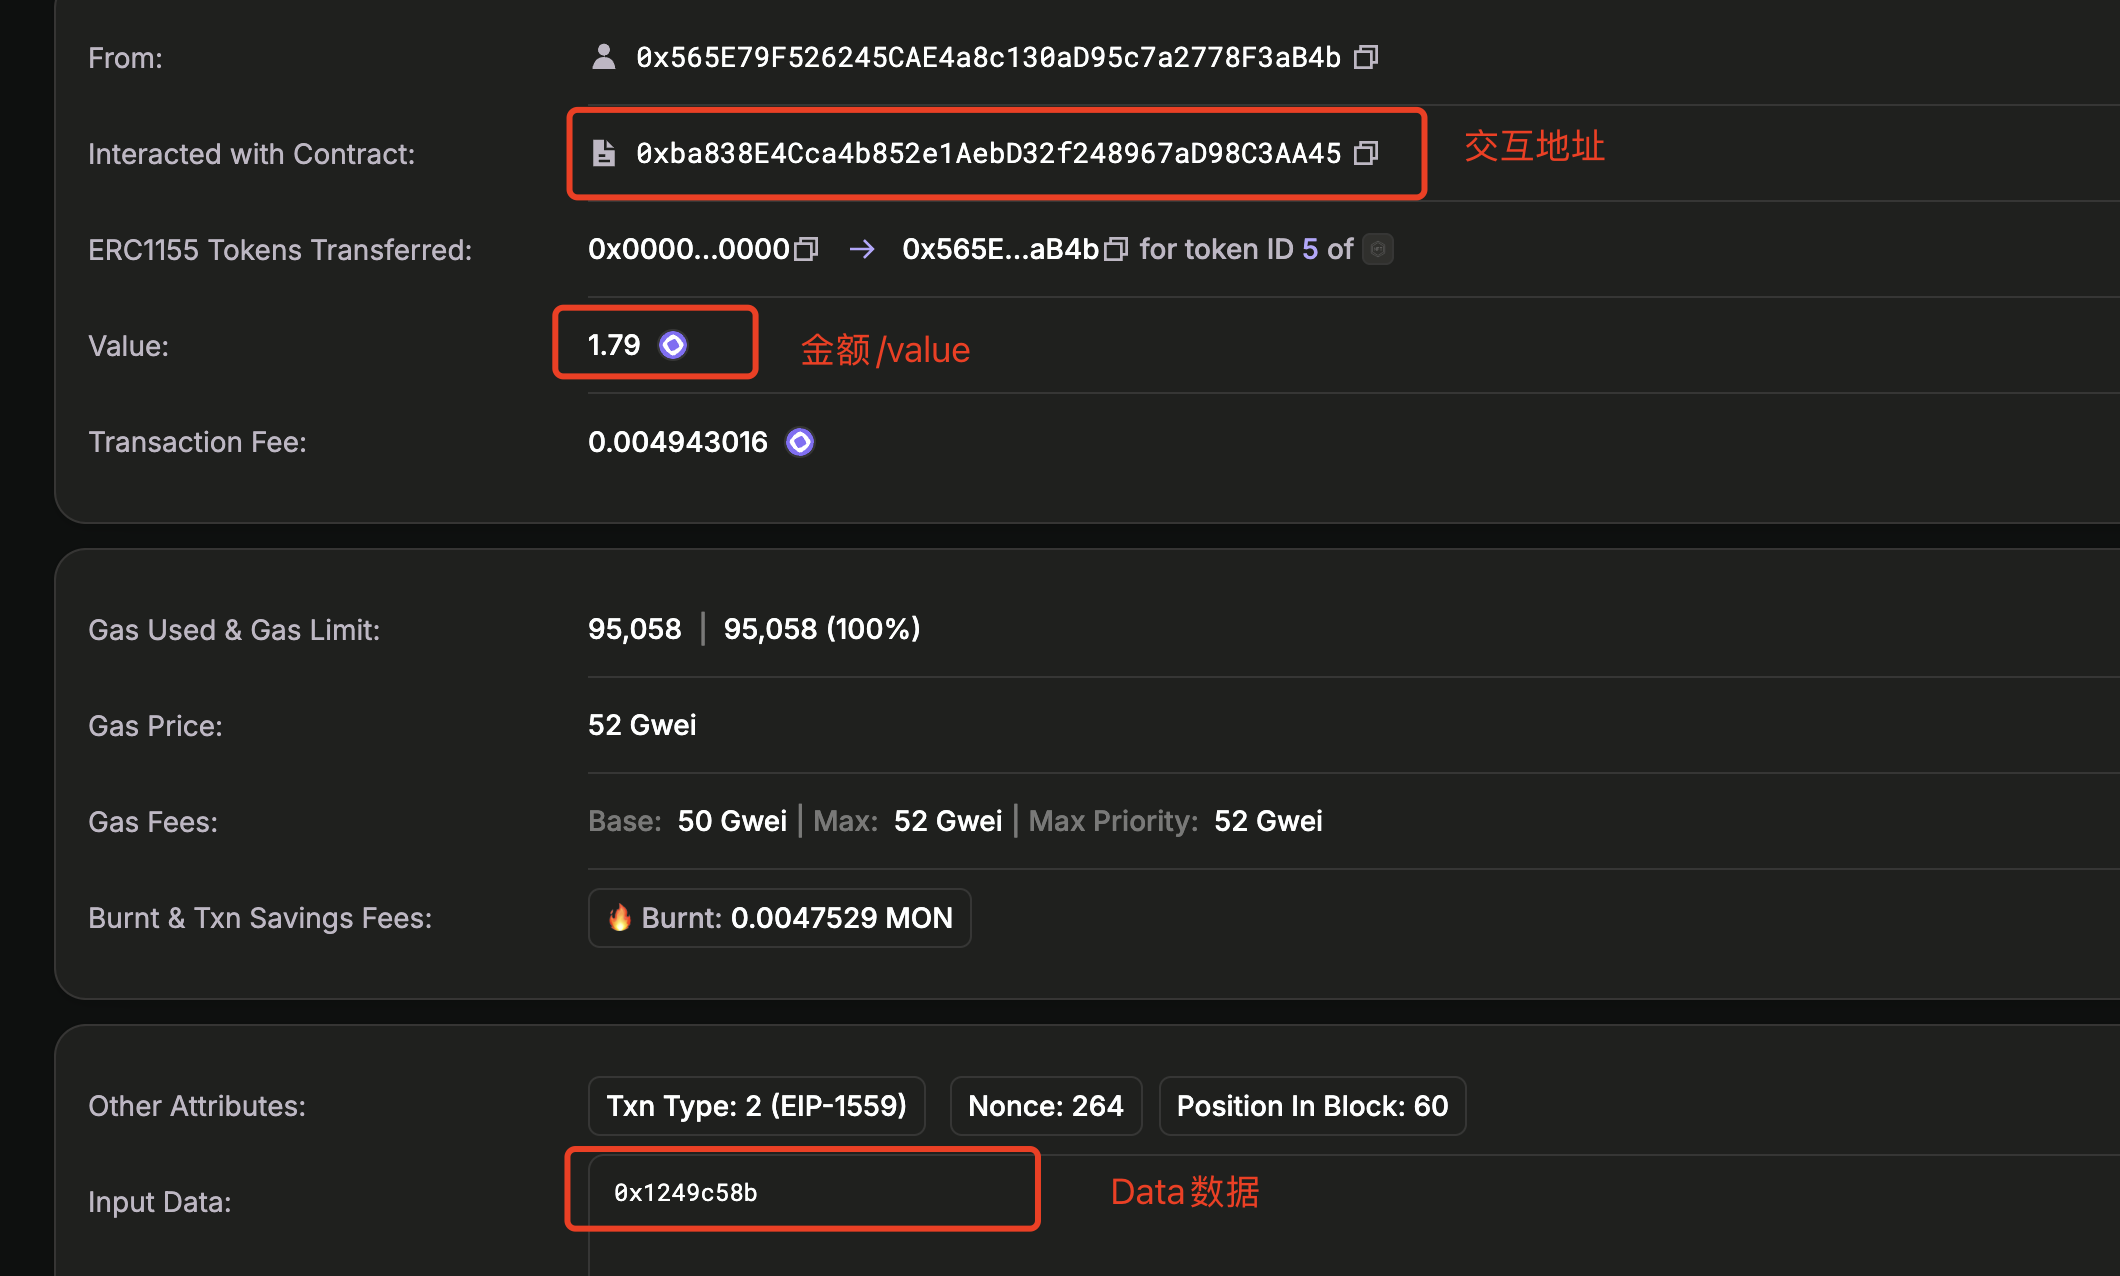 From:
0x565E79F526245CAE4a8c130aD95c7a2778F3aB4b
Interacted with Contract:
0xba838E4Cca4b852e1AebD32f248967aD98C3AA45
交互地址
ERC1155 Tokens Transferred:
0x0000...0000 → 0x565E...aB4b for token ID 5 of
Value:
1.79
金额/value
Transaction Fee:
0.004943016
Gas Used & Gas Limit:
95,058 | 95,058 (100%)
Gas Price:
52 Gwei
Gas Fees:
Base: 50 Gwei | Max: 52 Gwei | Max Priority: 52 Gwei
Burnt & Txn Savings Fees:
🔥 Burnt: 0.0047529 MON
Other Attributes:
Txn Type: 2 (EIP-1559) Nonce: 264 Position In Block: 60
Input Data:
0x1249c58b
Data数据